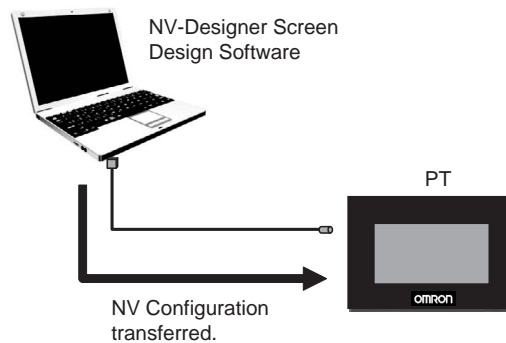 NV-Designer Screen
Design Software
PT
OMRON
NV Configuration
transferred.